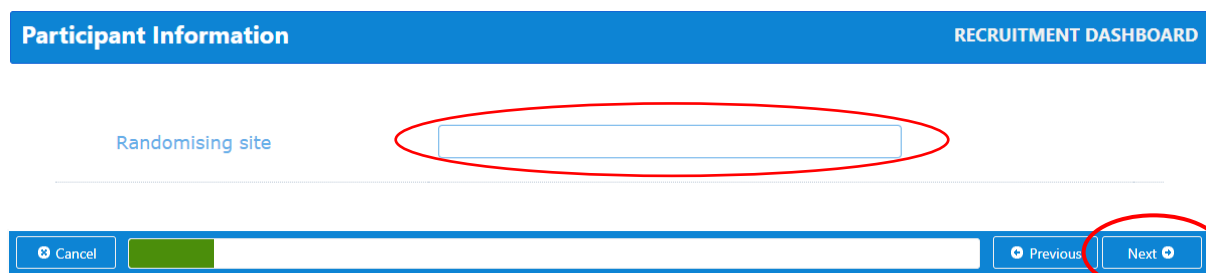 Participant Information RECRUITMENT DASHBOARD
Randomising site
Cancel Previous Next